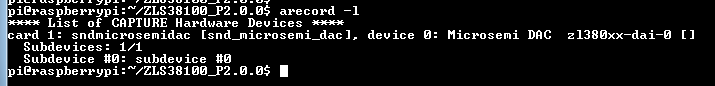 pi@raspberrypi:~/ZLS38100_P2.0.0$ arecord -l
**** List of CAPTURE Hardware Devices ****
card 1: sndmicrosemidac [snd_microsemi_dac], device 0: Microsemi DAC  zl380xx-dai-0 []
  Subdevices: 1/1
  Subdevice #0: subdevice #0
pi@raspberrypi:~/ZLS38100_P2.0.0$